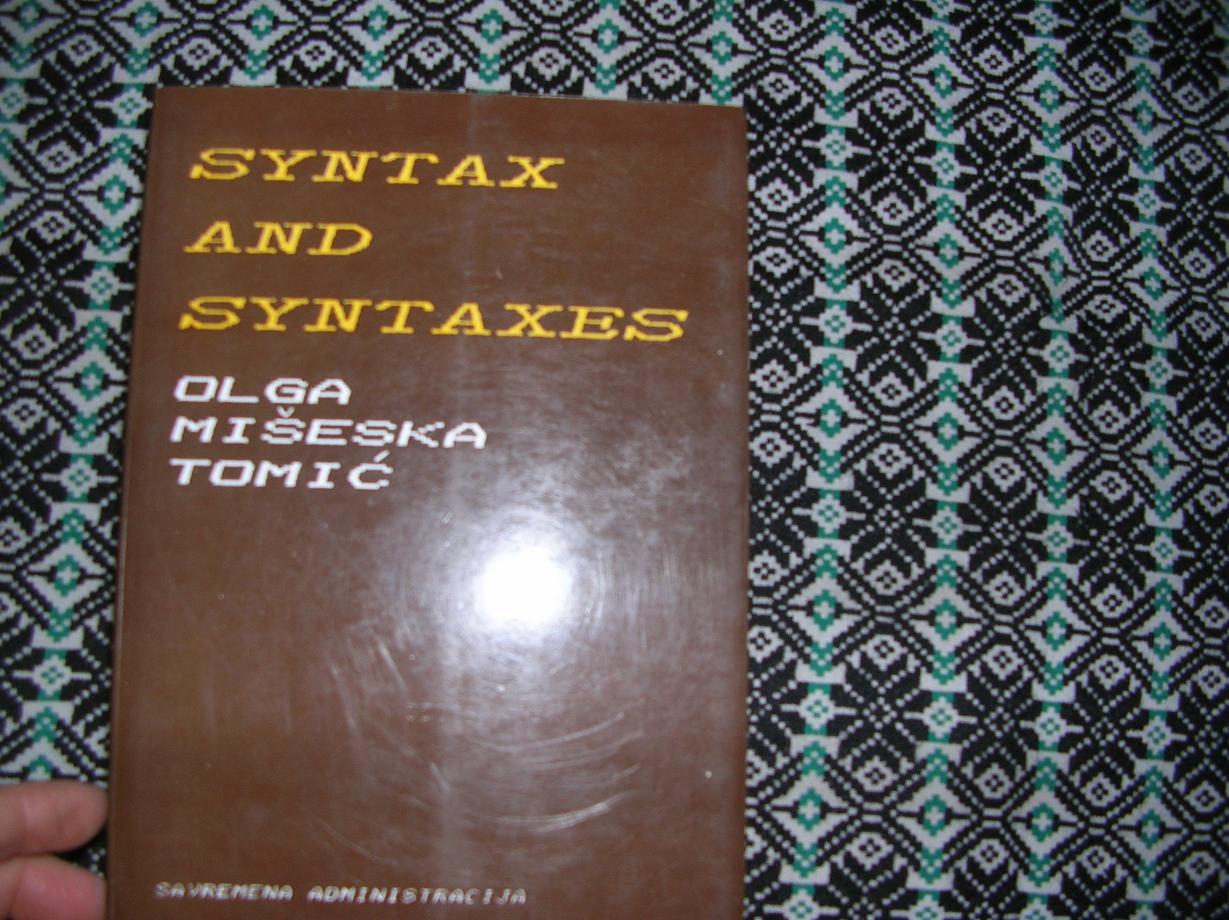 SYNTAX
AND
SYNTAXES
OLGA
MIŠESKA
TOMIĆ
SAVREMENA ADMINISTRACIJA